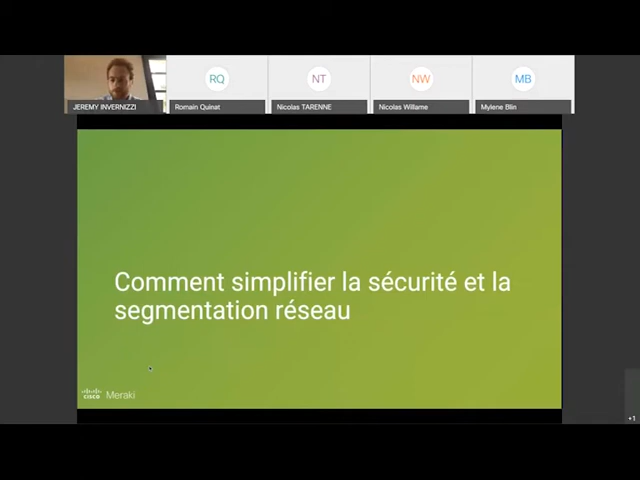 RQ
NT
NW
MB
JEREMY INVERNIZZI
Romain Quinat
Nicolas TARENNE
Nicolas Willame
Mylene Blin
Comment simplifier la sécurité et la
segmentation réseau
CISCO Meraki
+1